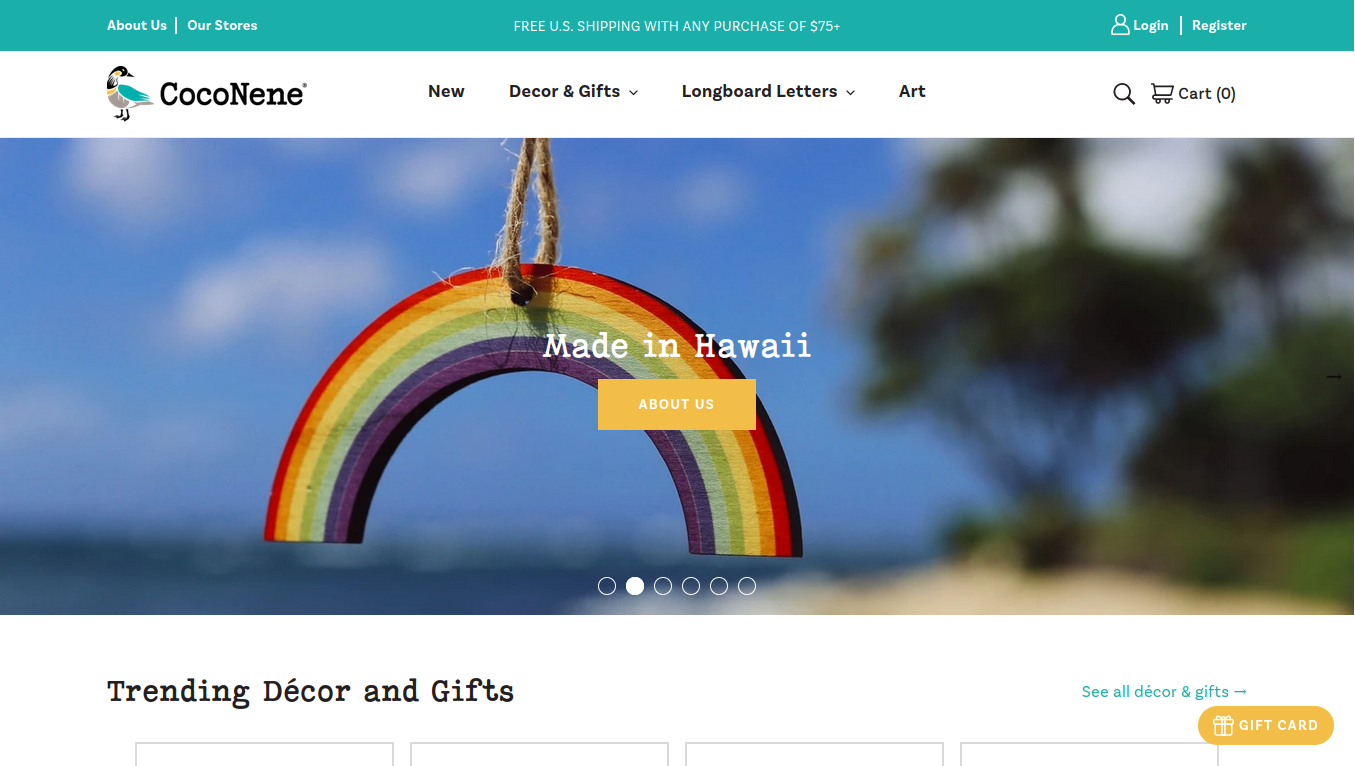 About Us
Our Stores
FREE U.S. SHIPPING WITH ANY PURCHASE OF $75+
Login
Register
CocoNene®
New
Decor & Gifts
Longboard Letters
Art
Cart (0)
Made in Hawaii
ABOUT US
Trending Décor and Gifts
See all décor & gifts →
GIFT CARD